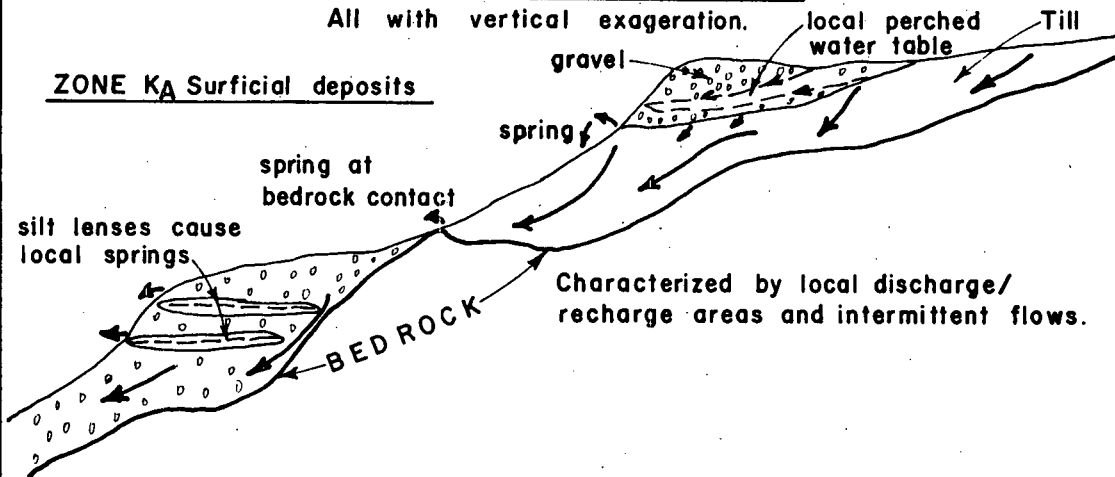 All with vertical exageration.
local perched
water table
Till
gravel
ZONE KA Surficial deposits
spring
spring at
bedrock contact
silt lenses cause
local springs
BEDROCK
Characterized by local discharge/
recharge areas and intermittent flows.